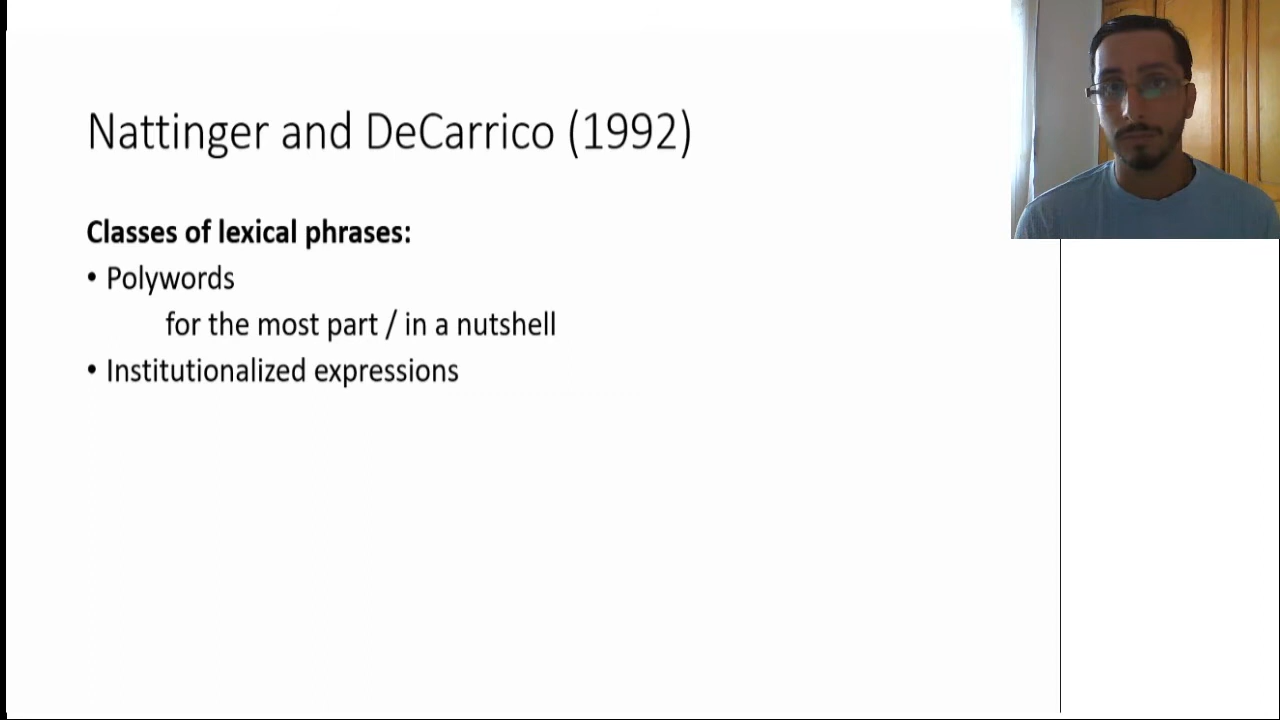 Nattinger and DeCarrico (1992)
Classes of lexical phrases:
• Polywords
for the most part / in a nutshell
• Institutionalized expressions